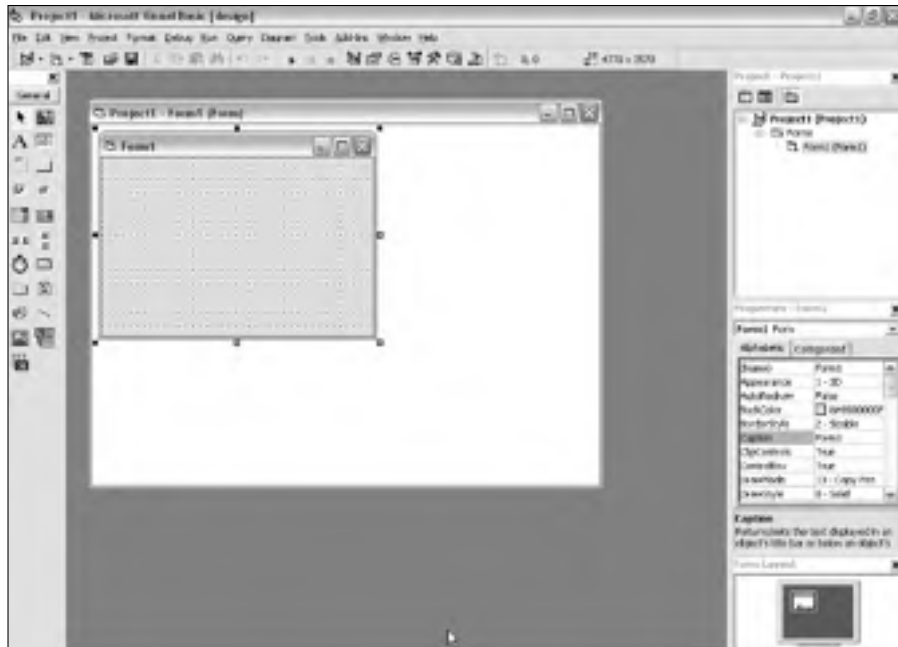 Project1 - Microsoft Visual Basic [design]
File Edit View Project Format Debug Run Query Diagram Tools Add-Ins Window Help
General
Project1 - Form1 (Form)
Form1
Project - Project1
Project1 (Project1)
Forms
Form1 (Form1)
Properties - Form1
Form1 Form
Alphabetic Categorized
(Name) Form1
Appearance 1 - 3D
AutoRedraw False
BackColor
BorderStyle 2 - Sizable
Caption Form1
ClipControls True
ControlBox True
DrawMode 13 - Copy Pen
DrawStyle 0 - Solid
Caption
Returns/sets the text displayed in an
object's title bar or below an object's
Form Layout